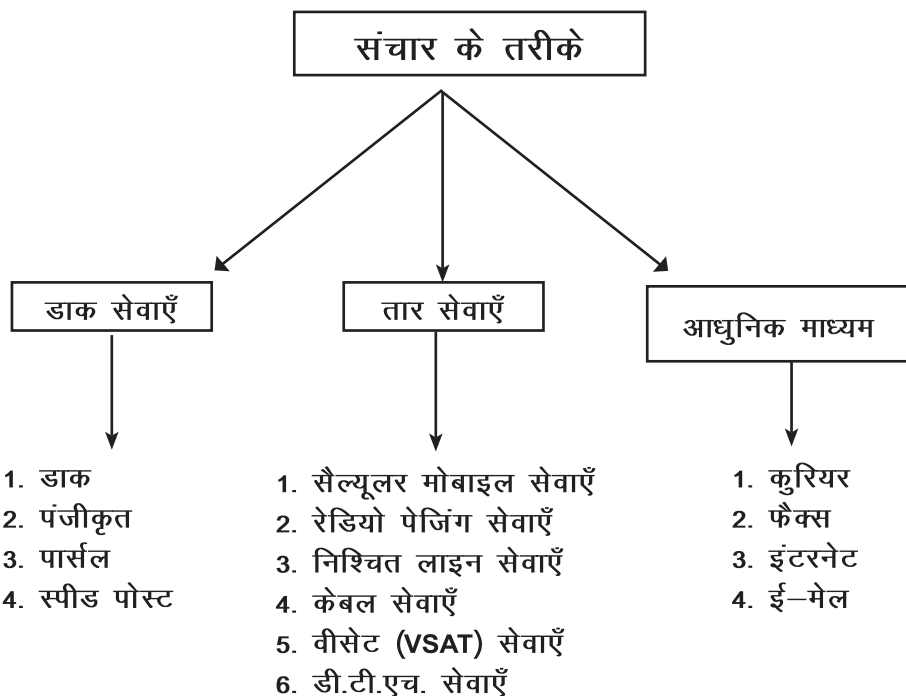 संचार के तरीके
डाक सेवाएँ
1. डाक
2. पंजीकृत
3. पार्सल
4. स्पीड पोस्ट
तार सेवाएँ
1. सैल्यूलर मोबाइल सेवाएँ
2. रेडियो पेजिंग सेवाएँ
3. निश्चित लाइन सेवाएँ
4. केबल सेवाएँ
5. वीसेट (VSAT) सेवाएँ
6. डी.टी.एच. सेवाएँ
आधुनिक माध्यम
1. कुरियर
2. फैक्स
3. इंटरनेट
4. ई–मेल